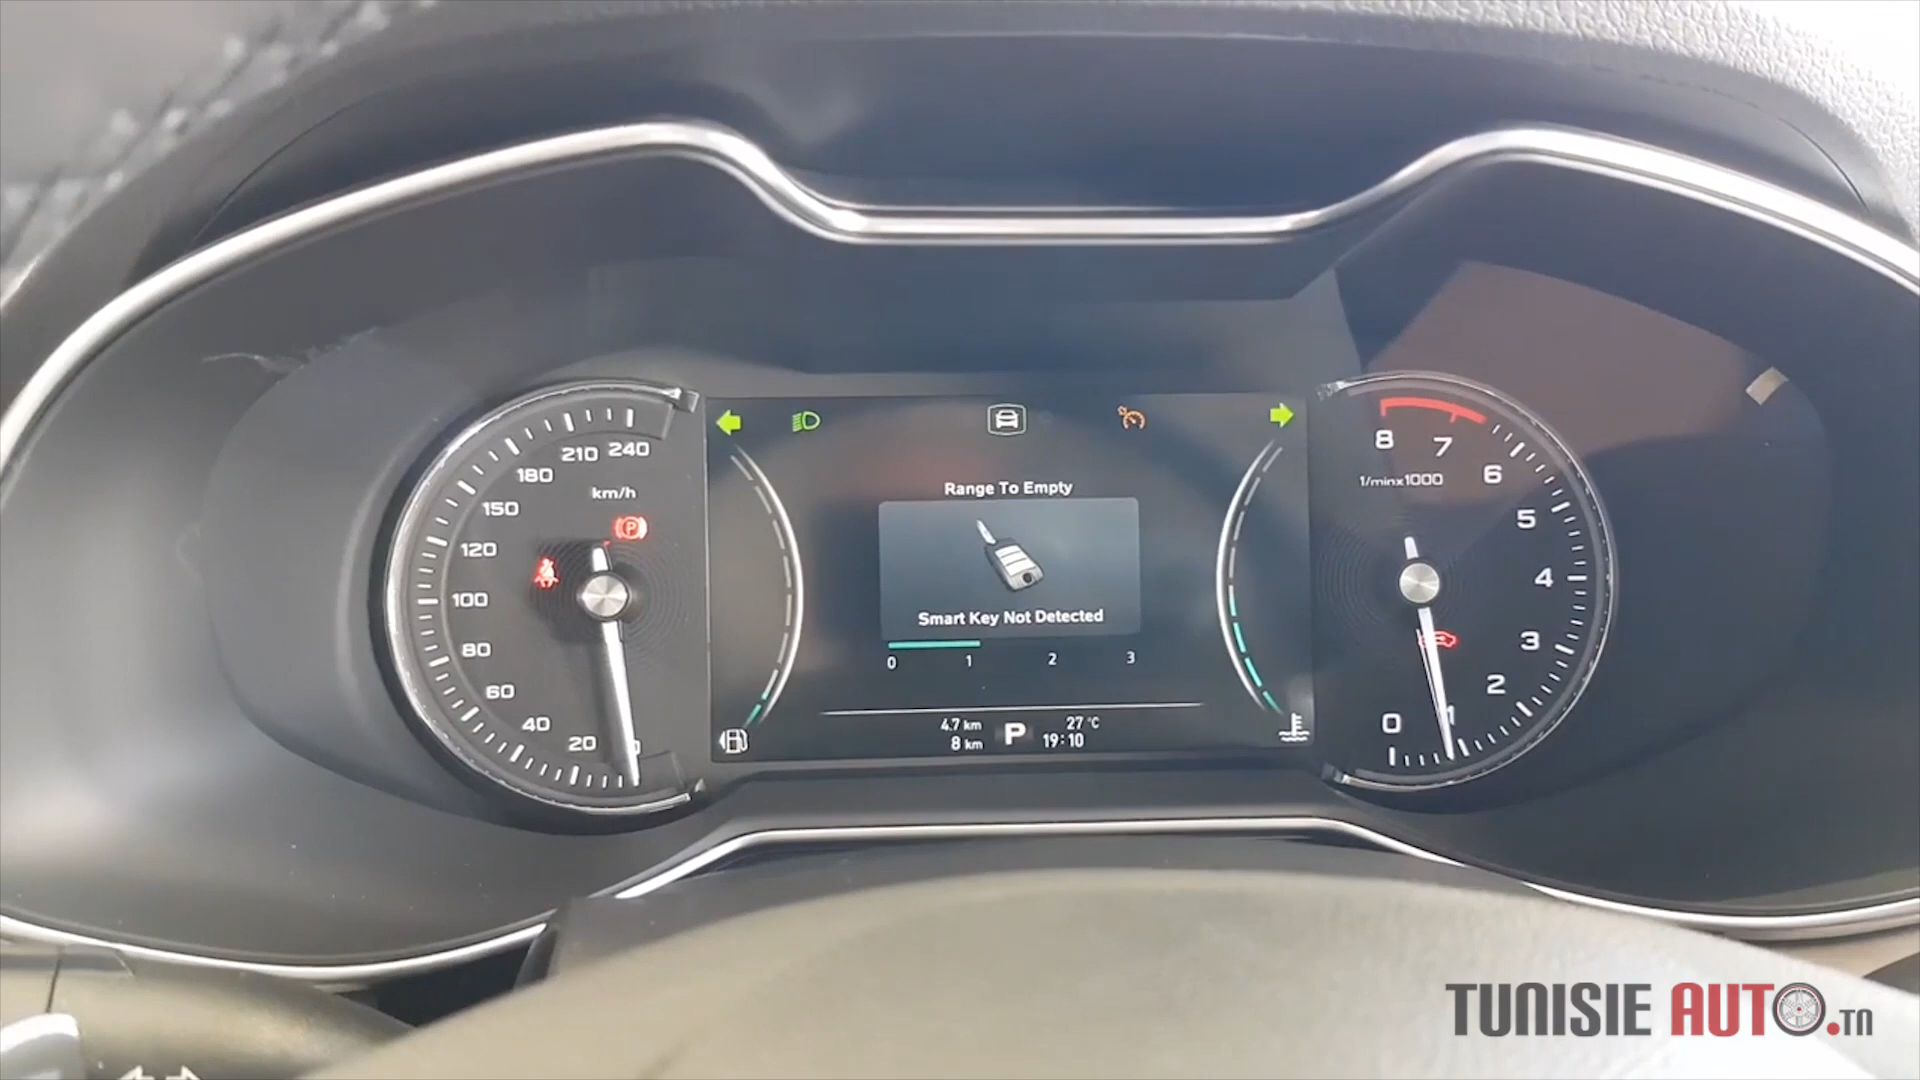 240
210
180
150
120
100
80
60
40
20
km/h
P
Range To Empty
Smart Key Not Detected
0 1 2 3
4.7 km
8 km
P
27 °C
19:10
8
7
6
5
4
3
2
1
0
1/minx1000
TUNISIE AUTO.TN